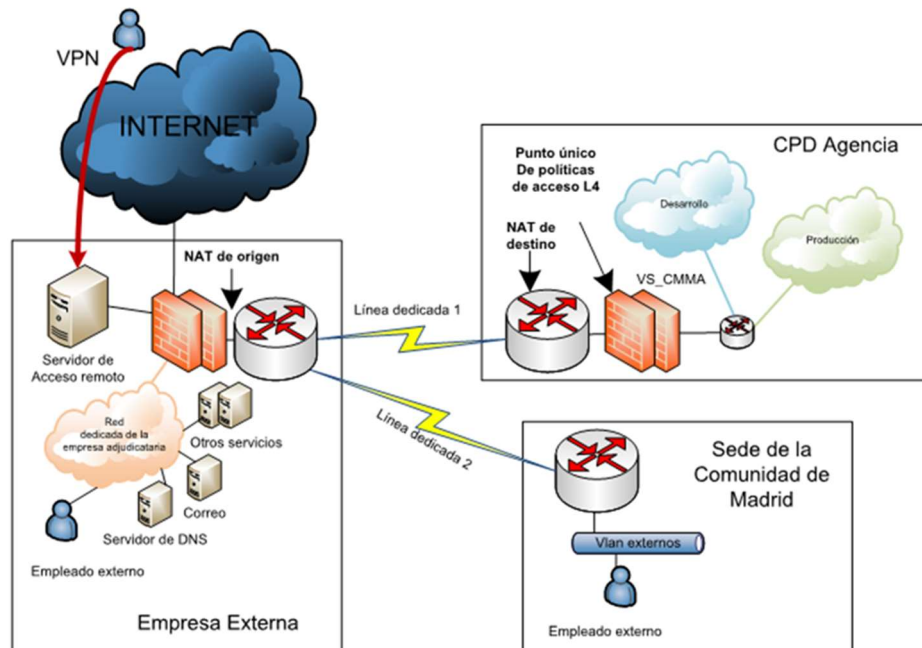 VPN
INTERNET
NAT de origen
Servidor de
Acceso remoto
Red
dedicada de la
empresa adjudicataria
Otros servicios
Correo
Servidor de DNS
Empleado externo
Empresa Externa
Línea dedicada 1
Línea dedicada 2
CPD Agencia
Punto único
De políticas
de acceso L4
NAT de
destino
VS_CMMA
Desarrollo
Producción
Sede de la
Comunidad de
Madrid
Vlan externos
Empleado externo